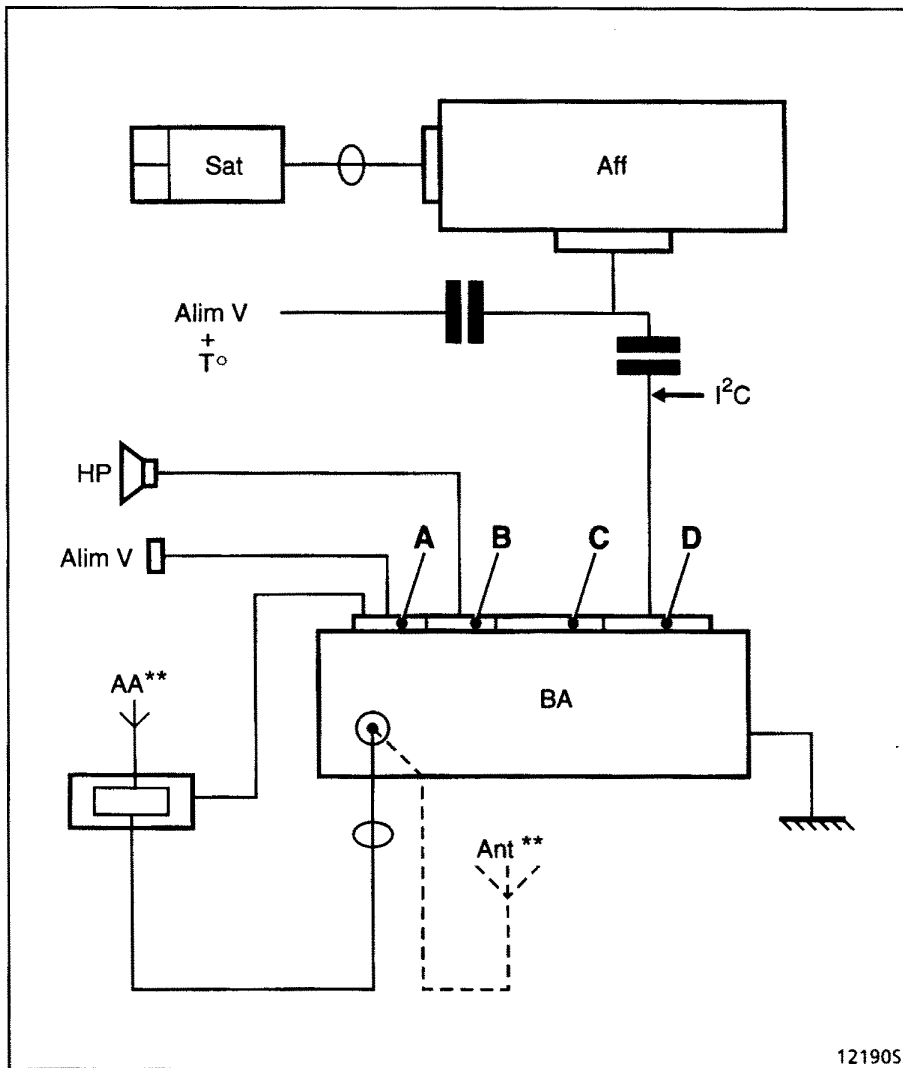 Sat
Aff
Alim V
+
T°
I²C
HP
Alim V
A
B
C
D
AA**
BA
Ant **
12190S